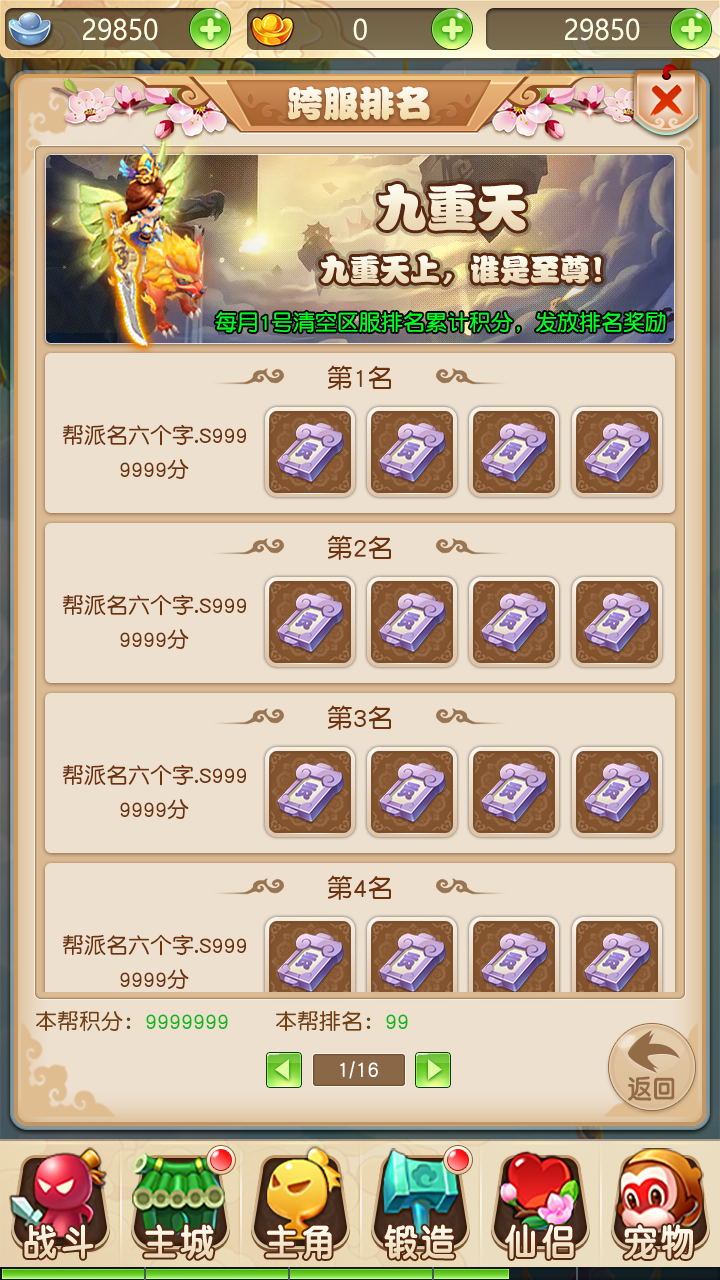 29850 0 29850
跨服排名
九重天
九重天上，谁是至尊！
每月1号清空区服排名累计积分，发放排名奖励
第1名
帮派名六个字.S999
9999分
第2名
帮派名六个字.S999
9999分
第3名
帮派名六个字.S999
9999分
第4名
帮派名六个字.S999
9999分
本帮积分：9999999 本帮排名：99
1/16
返回
战斗 主城 主角 锻造 仙侣 宠物